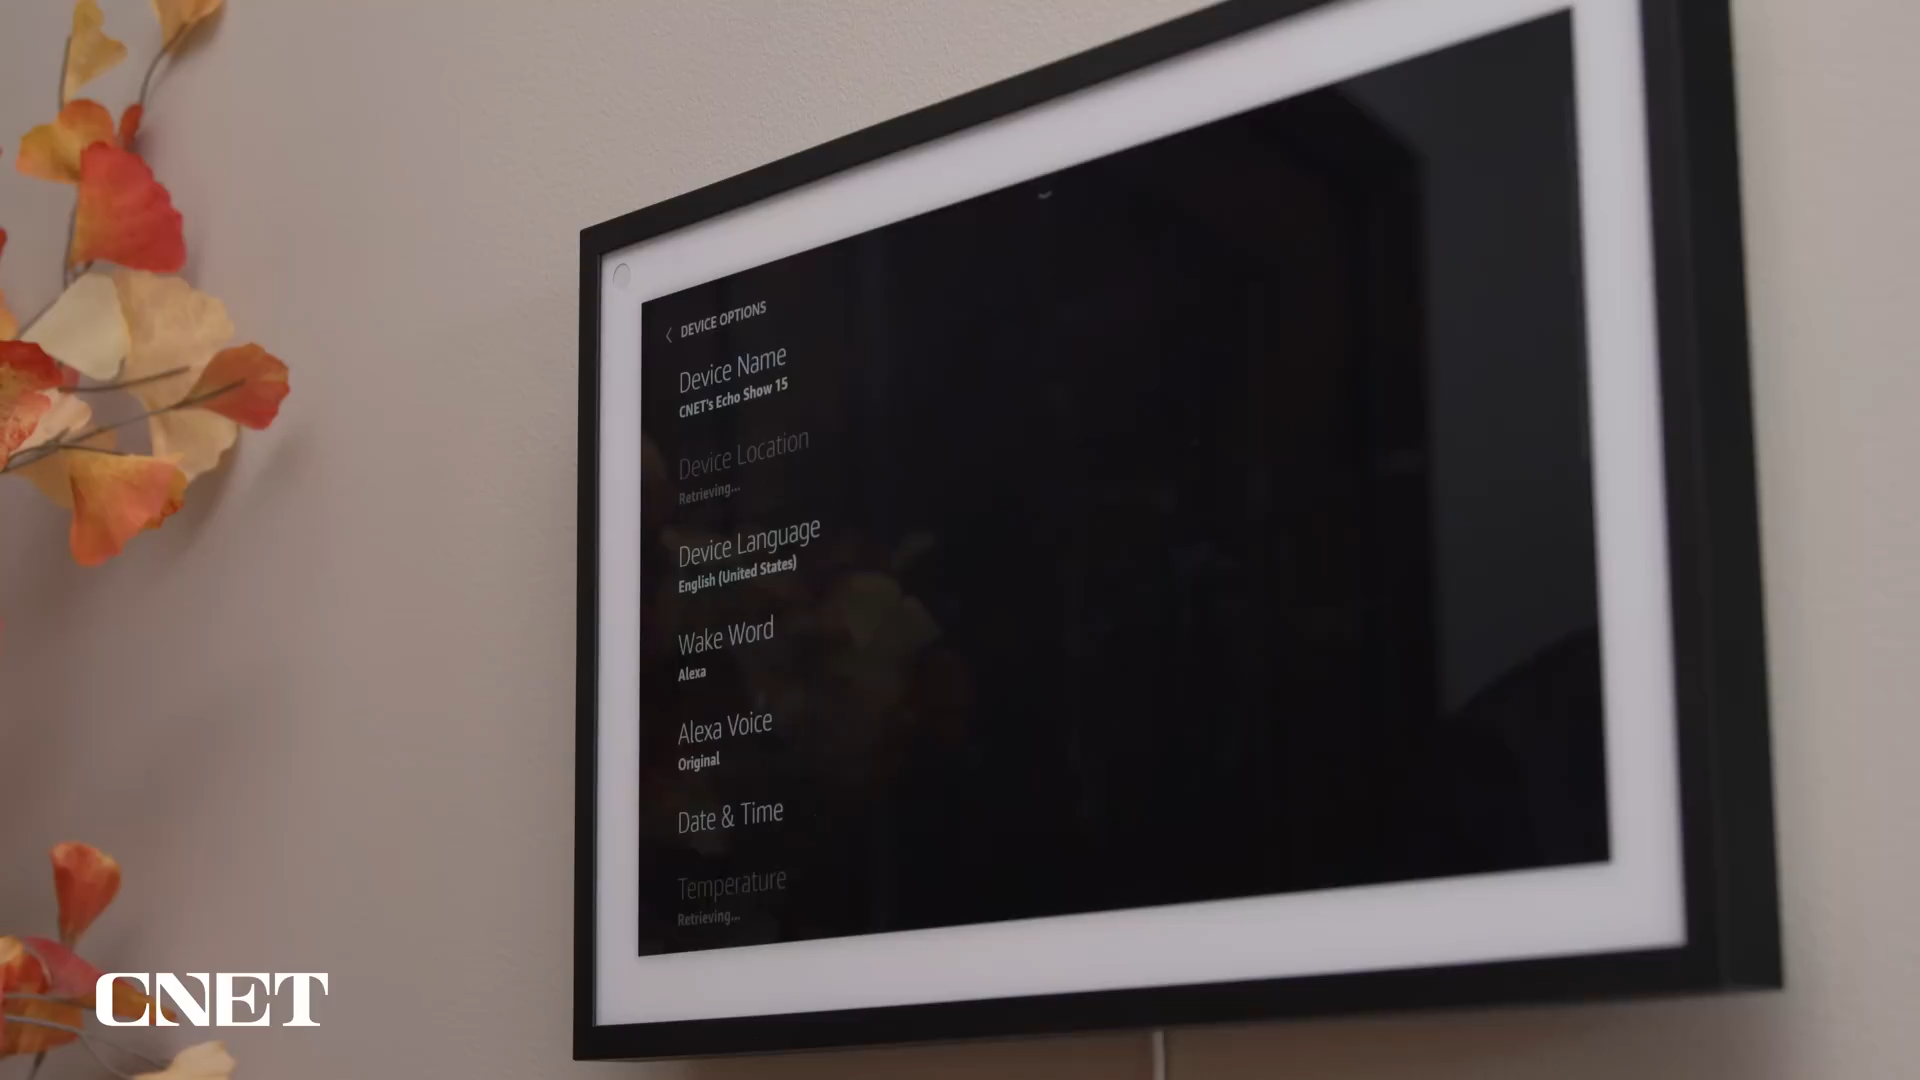 DEVICE OPTIONS
Device Name
CNET's Echo Show 15
Device Location
Retrieving...
Device Language
English (United States)
Wake Word
Alexa
Alexa Voice
Original
Date & Time
Temperature
Retrieving...
CNET